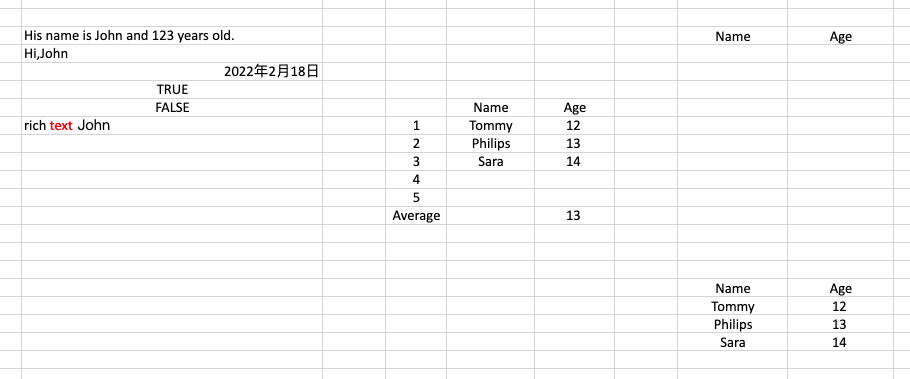 His name is John and 123 years old.
Name Age
Hi,John
2022年2月18日
TRUE
FALSE
Name Age
rich text John
1 Tommy 12
2 Philips 13
3 Sara 14
4
5
Average 13
Name Age
Tommy 12
Philips 13
Sara 14